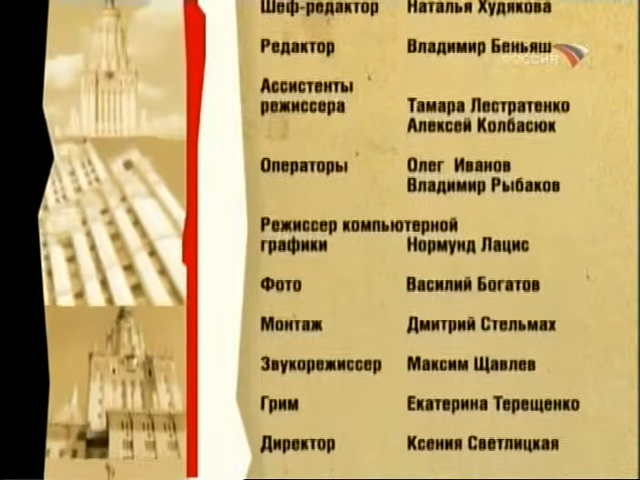 Шеф-редактор Наталья Худякова
Редактор Владимир Беньяш
РОССИЯ
Ассистенты
режиссера Тамара Лестратенко
Алексей Колбасюк
Операторы Олег Иванов
Владимир Рыбаков
Режиссер компьютерной
графики Нормунд Лацис
Фото Василий Богатов
Монтаж Дмитрий Стельмах
Звукорежиссер Максим Щавлев
Грим Екатерина Терещенко
Директор Ксения Светлицкая